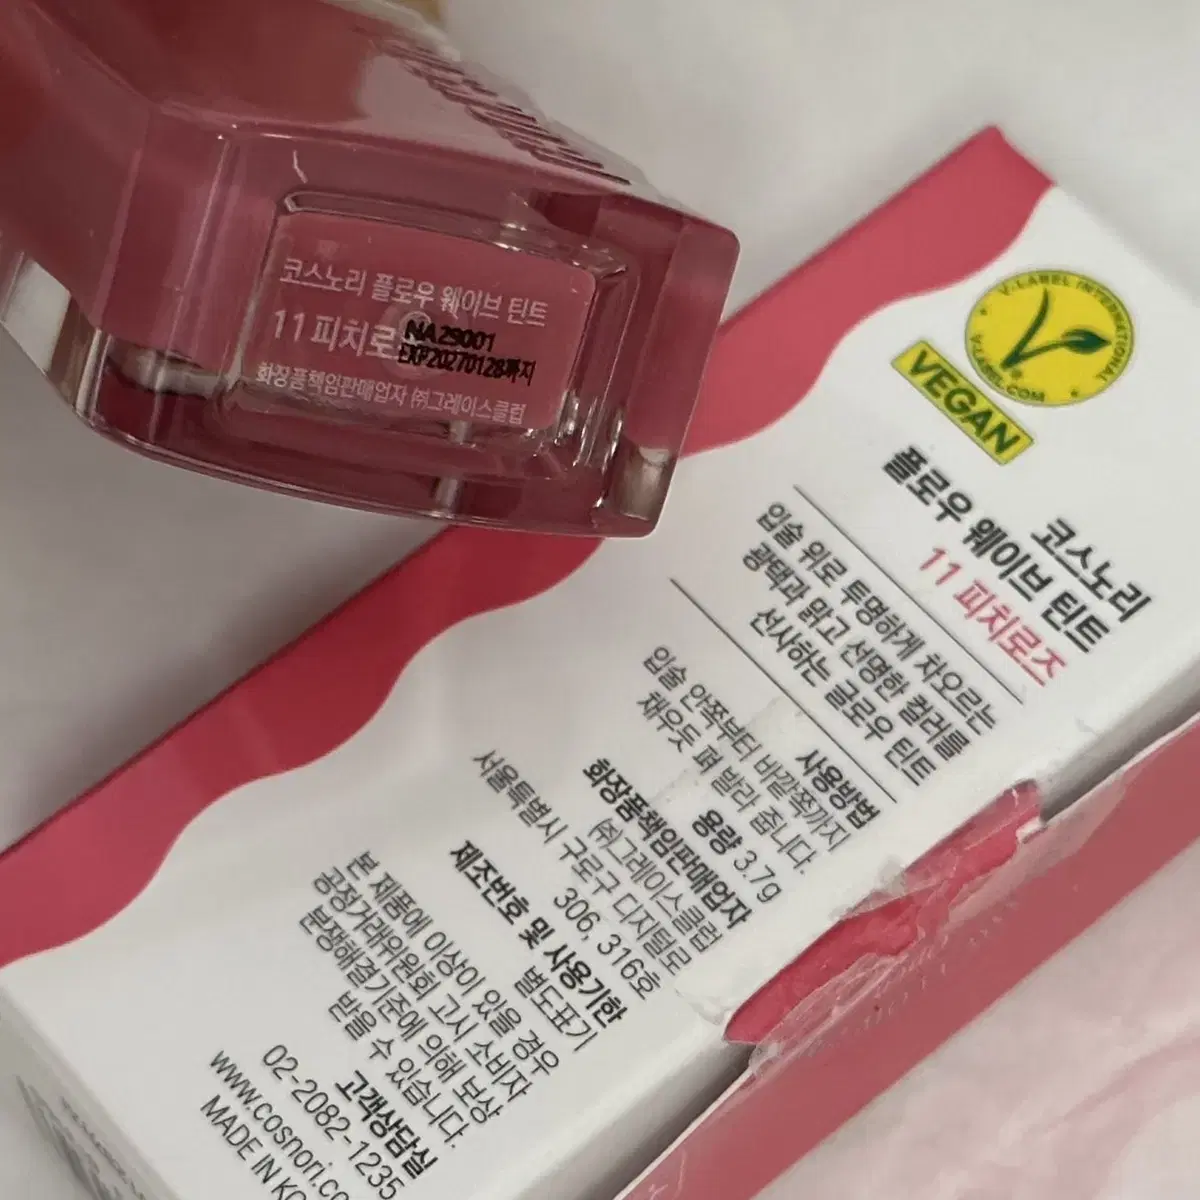 코스노리 플로우 웨이브 틴트
11 피치로
NA29001
EXP20270128까지
화장품책임판매업자 ㈜그레이스클럽
V-LABEL INTERNATIONAL
V-LABEL.COM
VEGAN
코스노리
플로우 웨이브 틴트
11 피치로즈
입술 위로 투명하게 차오르는
광택과 맑고 선명한 컬러를
선사하는 글로우 틴트
사용방법
입술 안쪽부터 바깥쪽까지
채우듯 펴 발라 줍니다.
용량 3.7g
화장품책임판매업자
㈜그레이스클럽
서울특별시 구로구 디지털로
306, 316호
제조번호 및 사용기한
별도표기
본 제품에 이상이 있을 경우
공정거래위원회 고시 소비자
분쟁해결기준에 의해 보상
받을 수 있습니다.
고객상담실
02-2082-1235
www.cosnori.co
MADE IN KO